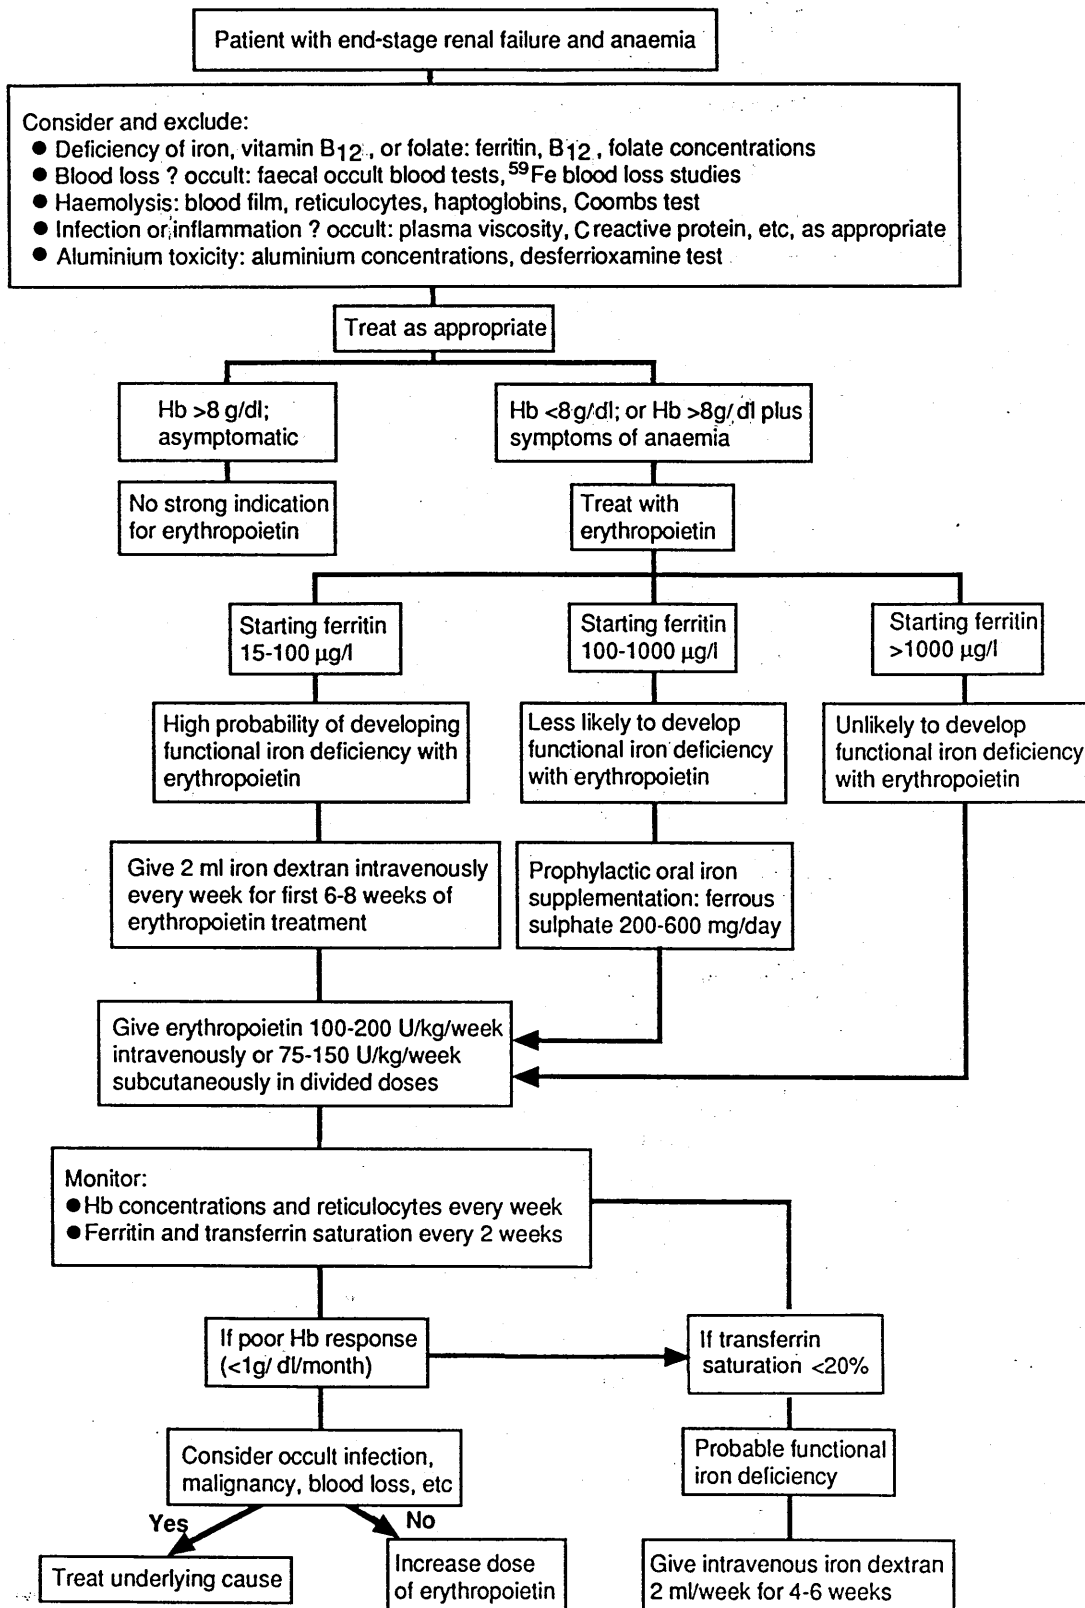 Patient with end-stage renal failure and anaemia
Consider and exclude:
● Deficiency of iron, vitamin B12, or folate: ferritin, B12, folate concentrations
● Blood loss ? occult: faecal occult blood tests, 59Fe blood loss studies
● Haemolysis: blood film, reticulocytes, haptoglobins, Coombs test
● Infection or inflammation ? occult: plasma viscosity, C reactive protein, etc, as appropriate
● Aluminium toxicity: aluminium concentrations, desferrioxamine test
Treat as appropriate
Hb >8 g/dl;
asymptomatic
Hb <8 g/dl; or Hb >8g/ dl plus
symptoms of anaemia
No strong indication
for erythropoietin
Treat with
erythropoietin
Starting ferritin
15-100 µg/l
Starting ferritin
100-1000 µg/l
Starting ferritin
>1000 µg/l
High probability of developing
functional iron deficiency with
erythropoietin
Less likely to develop
functional iron deficiency
with erythropoietin
Unlikely to develop
functional iron deficiency
with erythropoietin
Give 2 ml iron dextran intravenously
every week for first 6-8 weeks of
erythropoietin treatment
Prophylactic oral iron
supplementation: ferrous
sulphate 200-600 mg/day
Give erythropoietin 100-200 U/kg/week
intravenously or 75-150 U/kg/week
subcutaneously in divided doses
Monitor:
● Hb concentrations and reticulocytes every week
● Ferritin and transferrin saturation every 2 weeks
If poor Hb response
(<1g/ dl/month)
If transferrin
saturation <20%
Consider occult infection,
malignancy, blood loss, etc
Probable functional
iron deficiency
Yes
No
Treat underlying cause
Increase dose
of erythropoietin
Give intravenous iron dextran
2 ml/week for 4-6 weeks